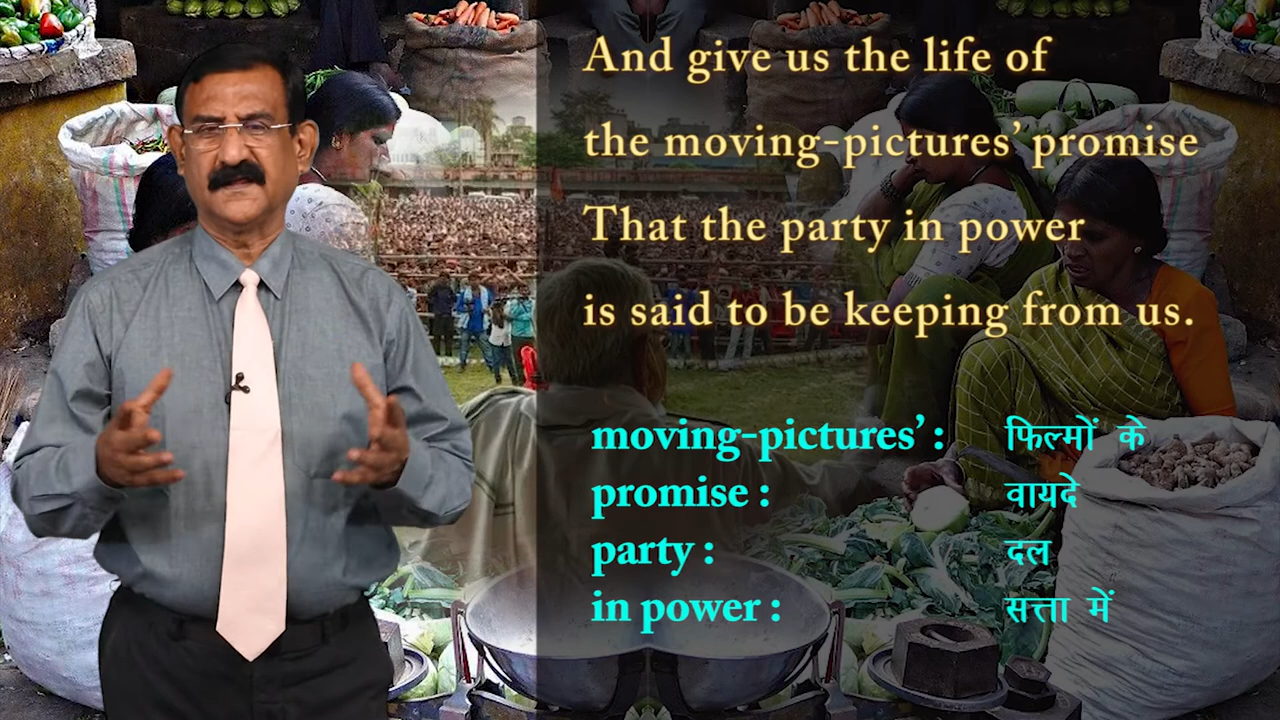 And give us the life of
the moving-pictures’ promise
That the party in power
is said to be keeping from us.
moving-pictures’ : फिल्मों के
promise : वायदे
party : दल
in power : सत्ता में